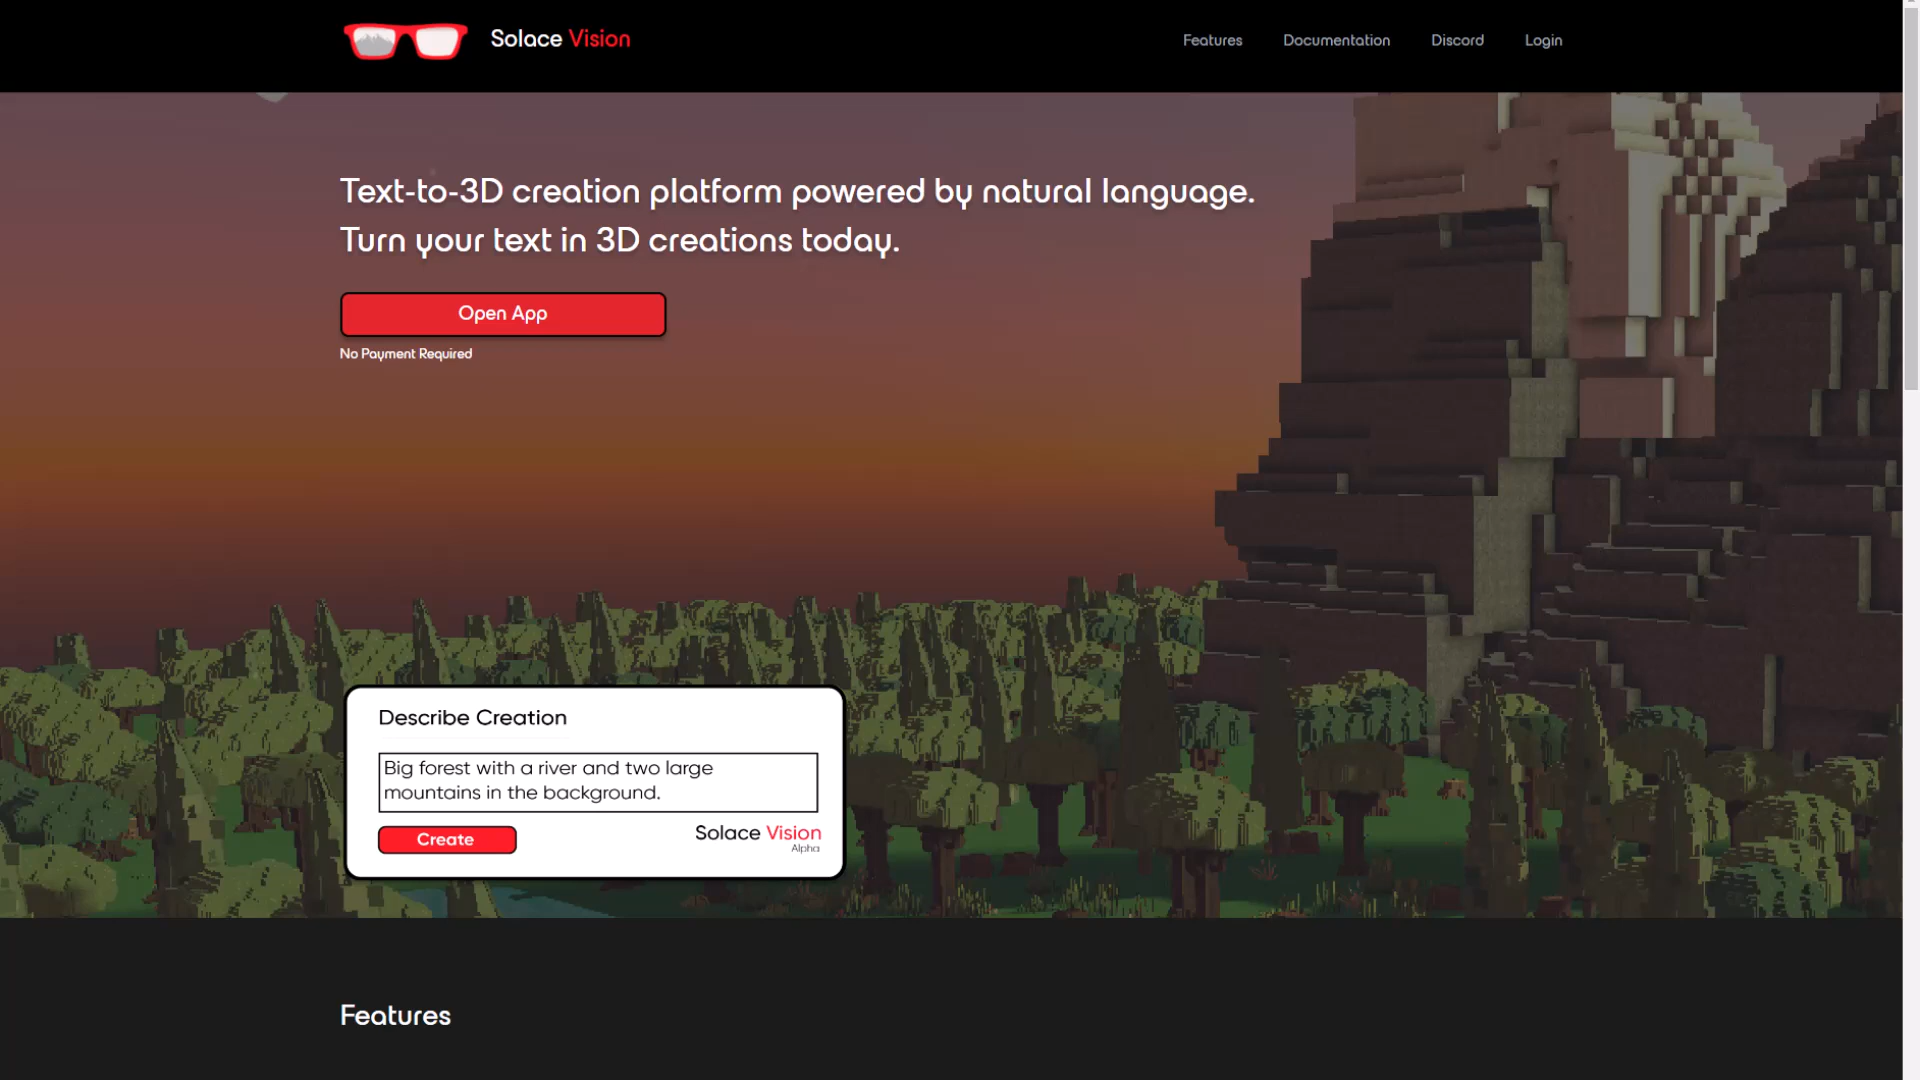 Solace Vision
Features
Documentation
Discord
Login
Text-to-3D creation platform powered by natural language.
Turn your text in 3D creations today.
Open App
No Payment Required
Describe Creation
Big forest with a river and two large
mountains in the background.
Create
Solace Vision
Alpha
Features